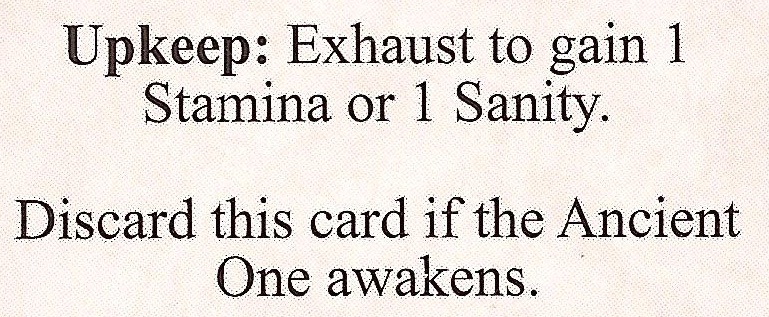 Upkeep: Exhaust to gain 1
Stamina or 1 Sanity.
Discard this card if the Ancient
One awakens.